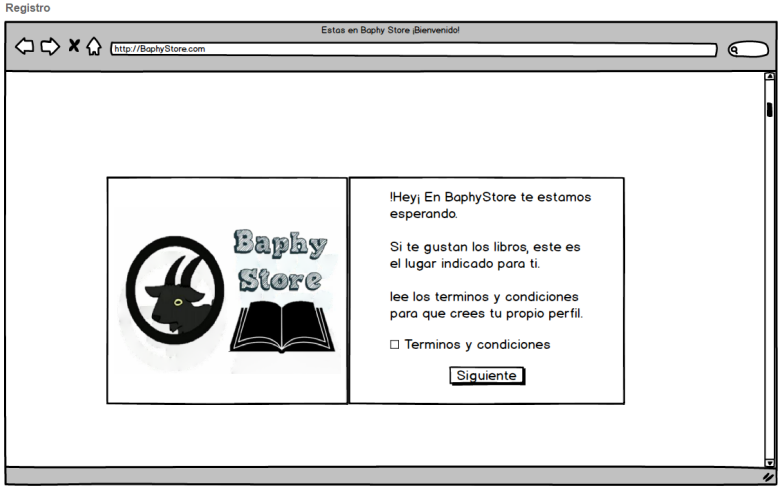 Registro
Estas en Baphy Store ¡Bienvenido!
http://BaphyStore.com
Baphy
Store
!Hey¡ En BaphyStore te estamos
esperando.
Si te gustan los libros, este es
el lugar indicado para ti.
lee los terminos y condiciones
para que crees tu propio perfil.
Terminos y condiciones
Siguiente